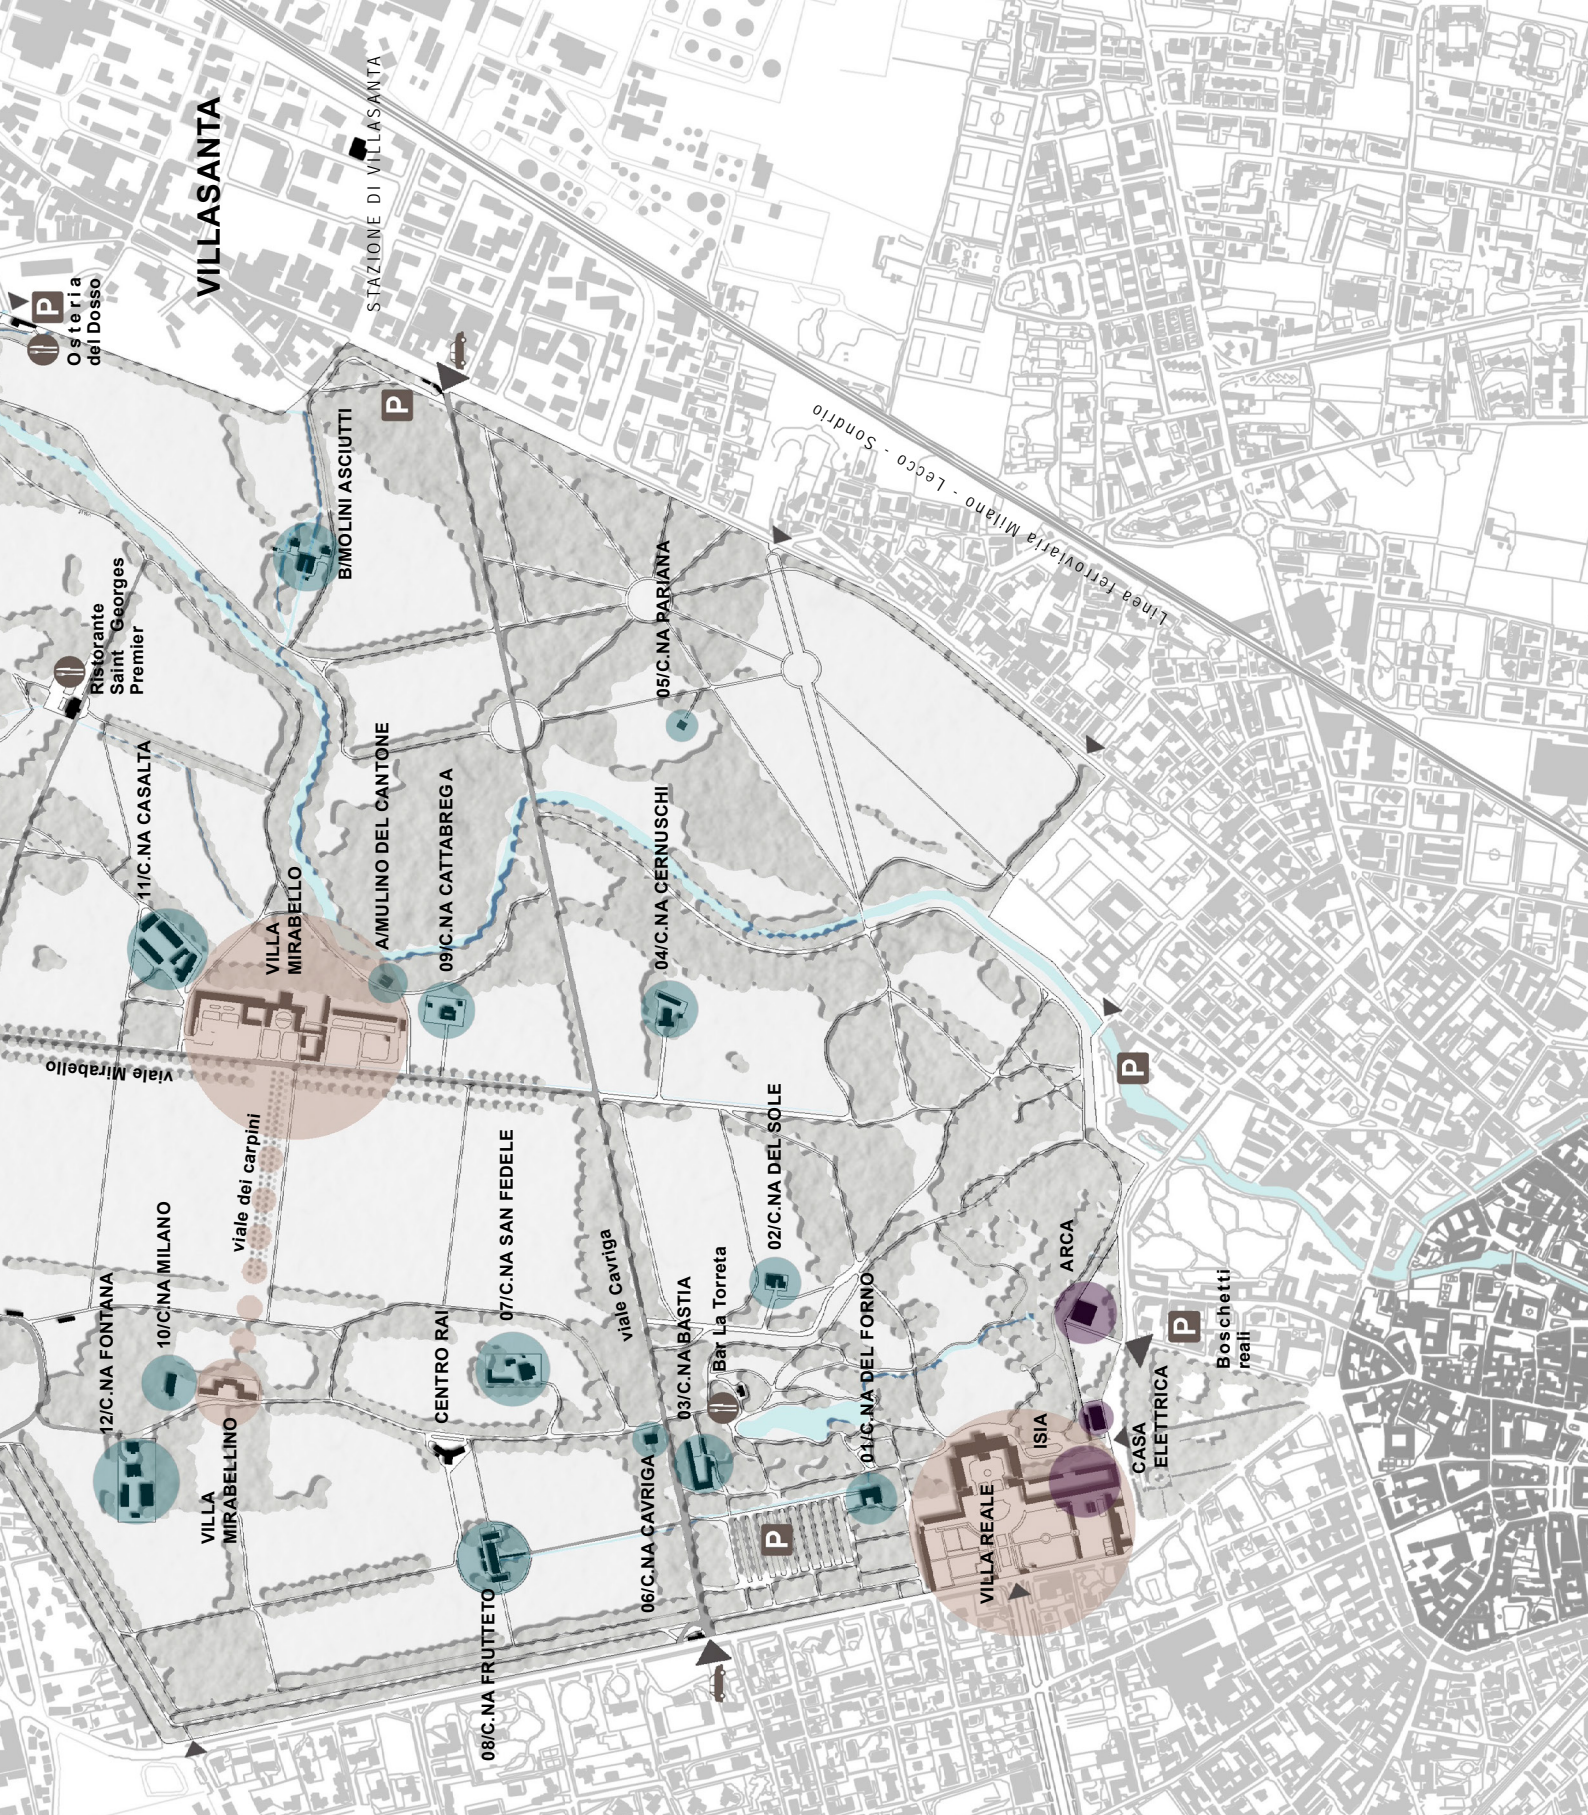 VILLASANTA
STAZIONE DI VILLASANTA
P
Osteria
del Dosso
P
B/MOLINI ASCIUTTI
Linea ferroviaria Milano - Lecco - Sondrio
Ristorante
Saint Georges
Premier
05/C.NA PARIANA
11/C.NA CASALTA
A/MULINO DEL CANTONE
09/C.NA CATTABREGA
04/C.NA CERNUSCHI
VILLA
MIRABELLO
viale Mirabello
viale dei carpini
P
02/C.NA DEL SOLE
07/C.NA SAN FEDELE
10/C.NA MILANO
12/C.NA FONTANA
viale Cavriga
ARCA
CENTRO RAI
03/C.NA BASTIA
Bar La Torreta
01/C.NA DEL FORNO
P
Boschetti
reali
VILLA
MIRABELLINO
ISIA
CASA
ELETTRICA
06/C.NA CAVRIGA
P
VILLA REALE
08/C.NA FRUTTETO